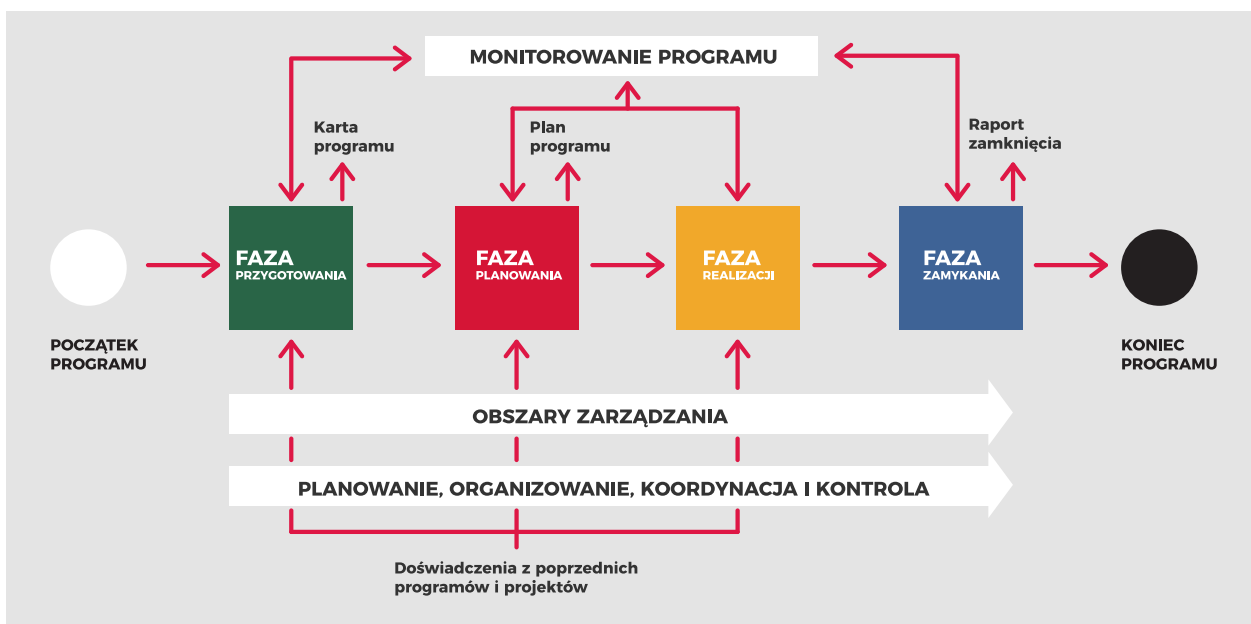 MONITOROWANIE PROGRAMU
Karta
programu
Plan
programu
Raport
zamknięcia
FAZA
PRZYGOTOWANIA
FAZA
PLANOWANIA
FAZA
REALIZACJI
FAZA
ZAMYKANIA
POCZĄTEK
PROGRAMU
KONIEC
PROGRAMU
OBSZARY ZARZĄDZANIA
PLANOWANIE, ORGANIZOWANIE, KOORDYNACJA I KONTROLA
Doświadczenia z poprzednich
programów i projektów